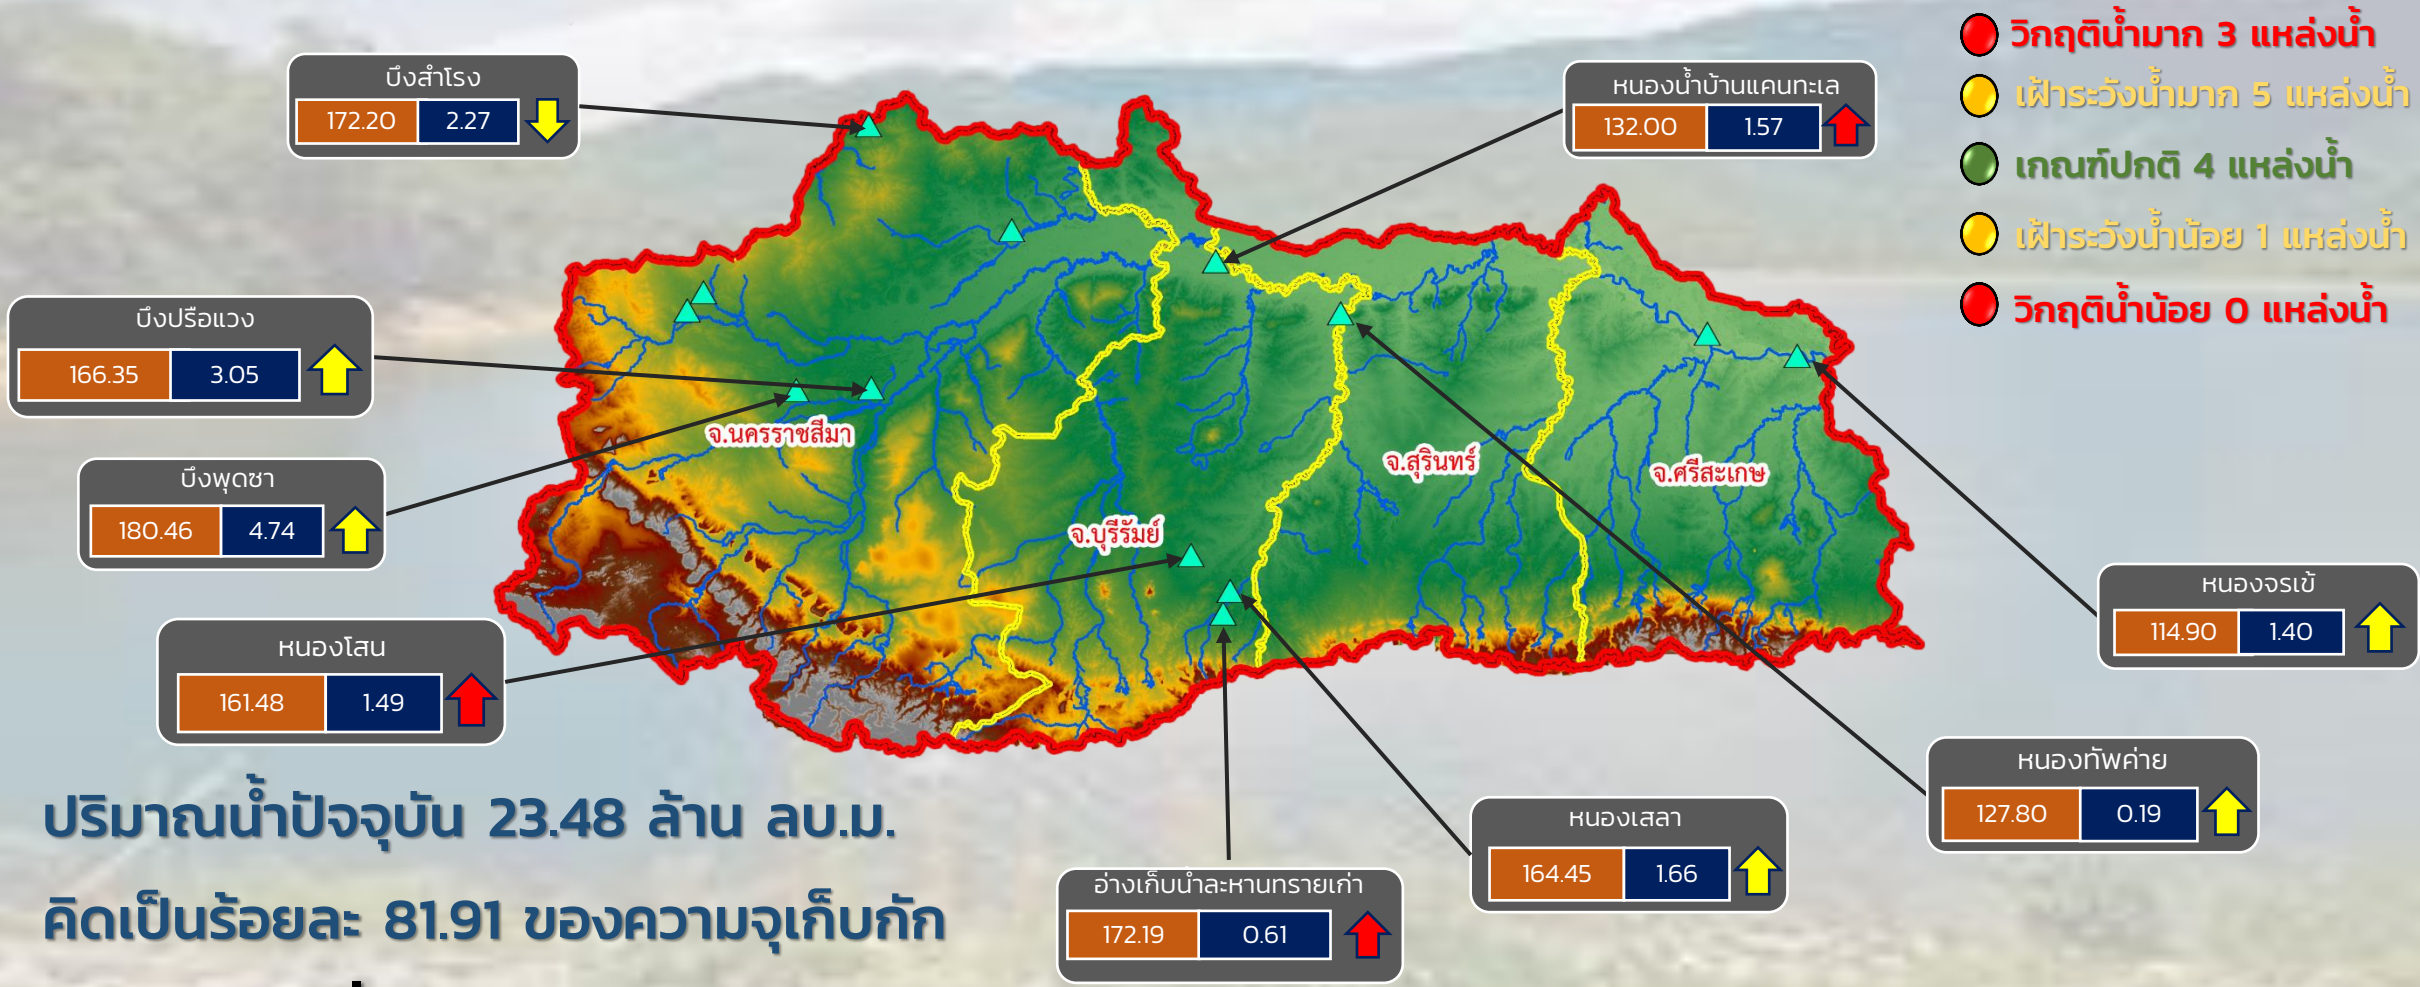 วิกฤติน้ำมาก 3 แหล่งน้ำ
เฝ้าระวังน้ำมาก 5 แหล่งน้ำ
เกณฑ์ปกติ 4 แหล่งน้ำ
เฝ้าระวังน้ำน้อย 1 แหล่งน้ำ
วิกฤติน้ำน้อย 0 แหล่งน้ำ
บึงสำโรง
172.20 2.27
หนองน้ำบ้านแคนทะเล
132.00 1.57
บึงปรือแวง
166.35 3.05
บึงพุดซา
180.46 4.74
หนองโสน
161.48 1.49
จ.นครราชสีมา
จ.บุรีรัมย์
จ.สุรินทร์
จ.ศรีสะเกษ
หนองจรเข้
114.90 1.40
หนองทัพค่าย
127.80 0.19
หนองเสลา
164.45 1.66
อ่างเก็บน้ำละหานทรายเก่า
172.19 0.61
ปริมาณน้ำปัจจุบัน 23.48 ล้าน ลบ.ม.
คิดเป็นร้อยละ 81.91 ของความจุเก็บกัก